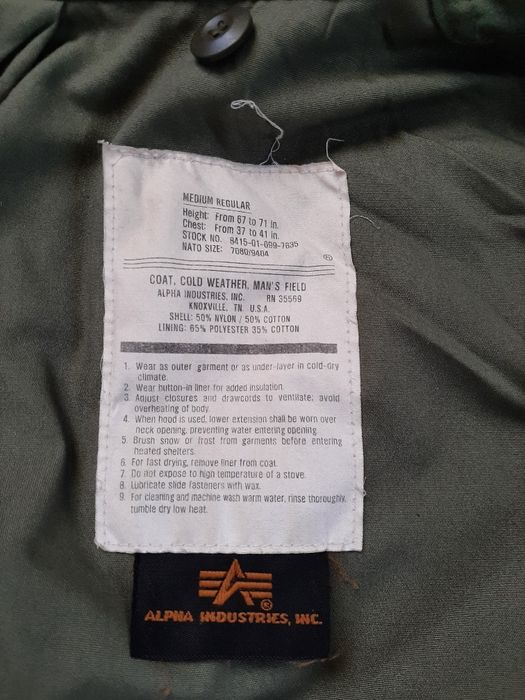 MEDIUM REGULAR
Height: From 67 to 71 in.
Chest: From 37 to 41 in.
STOCK NO. 8415-01-099-7835
NATO SIZE: 7080/9404
®
COAT, COLD WEATHER, MAN'S FIELD
ALPHA INDUSTRIES, INC. RN 35569
KNOXVILLE, TN. U.S.A.
SHELL: 50% NYLON / 50% COTTON
LINING: 65% POLYESTER 35% COTTON
1. Wear as outer garment or as under-layer in cold-dry
climate.
2. Wear button-in liner for added insulation.
3. Adjust closures and drawcords to ventilate; avoid
overheating of body.
4. When hood is used, lower extension shall be worn over
neck opening, preventing water entering opening.
5. Brush snow or frost from garments before entering
heated shelters.
6. For fast drying, remove liner from coat.
7. Do not expose to high temperature of a stove.
8. Lubricate slide fasteners with wax.
9. For cleaning and machine wash warm water, rinse thoroughly,
tumble dry low heat.
®
ALPHA INDUSTRIES, INC.